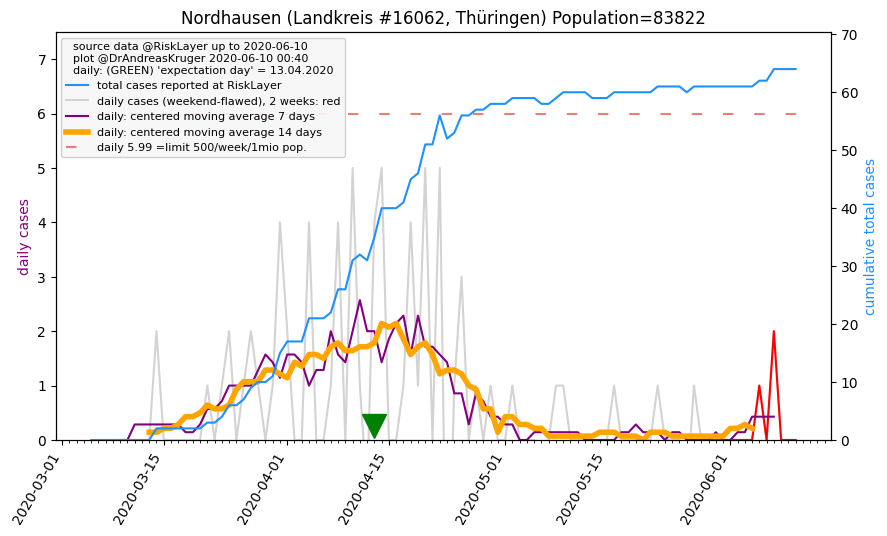 Nordhausen (Landkreis #16062, Thüringen) Population=83822
source data @RiskLayer up to 2020-06-10
plot @DrAndreasKruger 2020-06-10 00:40
daily: (GREEN) 'expectation day' = 13.04.2020
total cases reported at RiskLayer
daily cases (weekend-flawed), 2 weeks: red
daily: centered moving average 7 days
daily: centered moving average 14 days
daily 5.99 =limit 500/week/1mio pop.
daily cases
7
6
5
4
3
2
1
0
cumulative total cases
70
60
50
40
30
20
10
0
2020-03-01
2020-03-15
2020-04-01
2020-04-15
2020-05-01
2020-05-15
2020-06-01